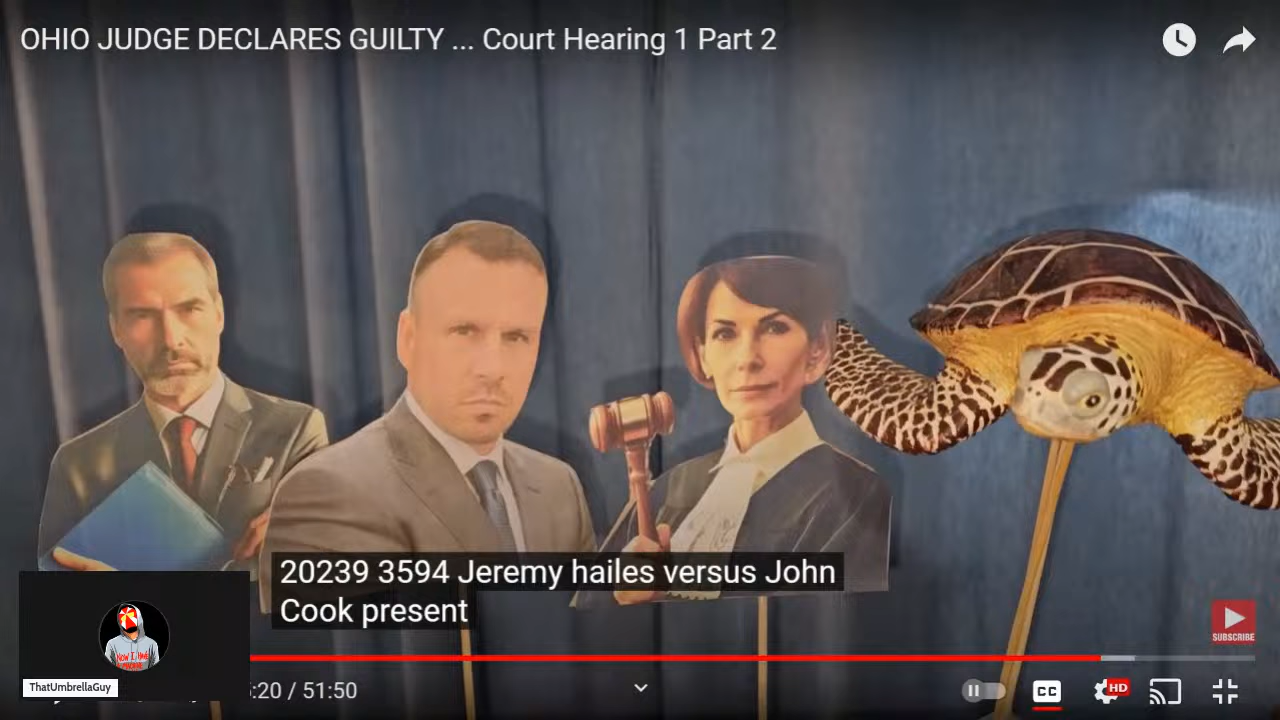 OHIO JUDGE DECLARES GUILTY ... Court Hearing 1 Part 2
20239 3594 Jeremy hailes versus John
Cook present
SUBSCRIBE
ThatUmbrellaGuy
:20 / 51:50
CC
HD